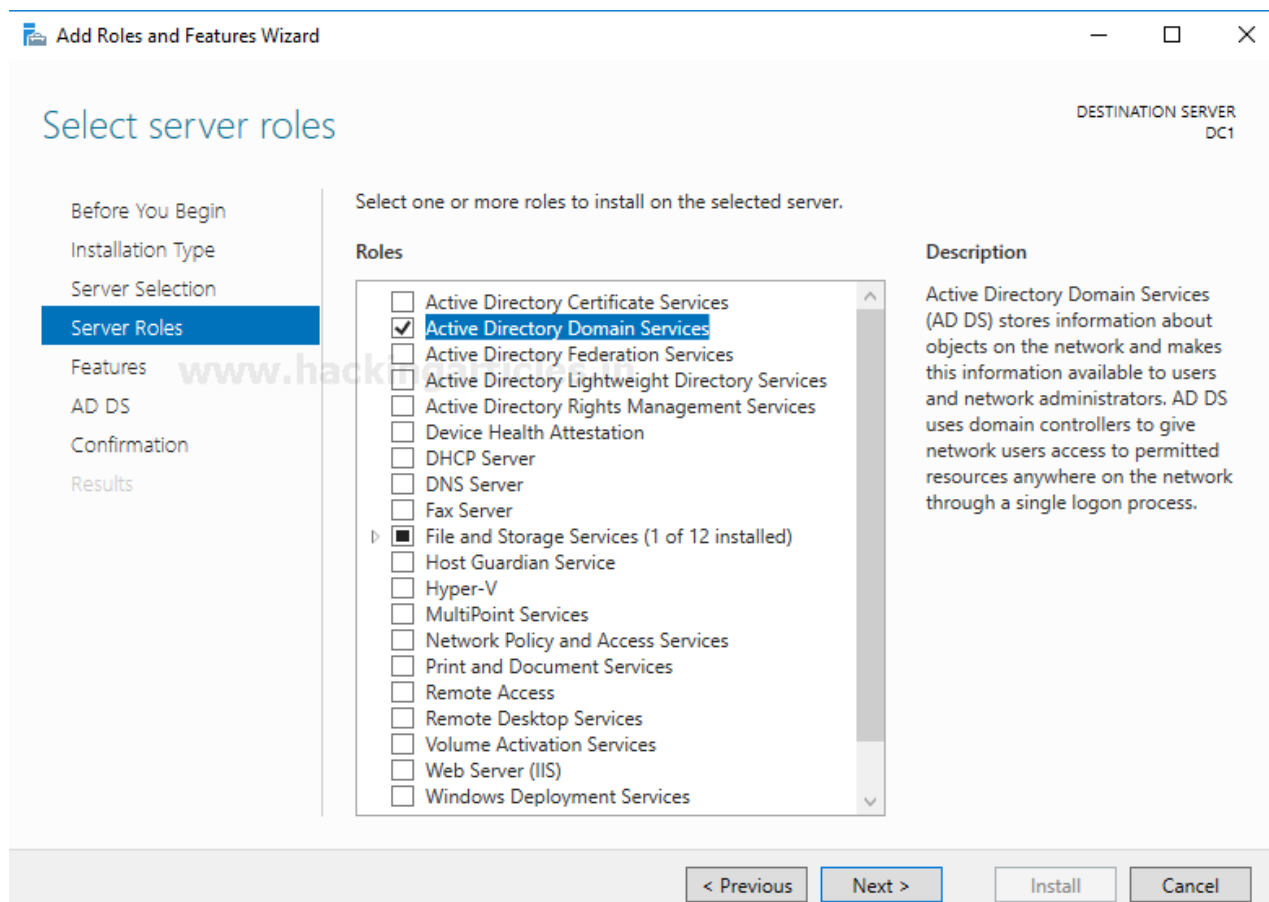 Add Roles and Features Wizard
Select server roles
DESTINATION SERVER
DC1
Before You Begin
Installation Type
Server Selection
Server Roles
Features
AD DS
Confirmation
Results
Select one or more roles to install on the selected server.
Roles
Active Directory Certificate Services
Active Directory Domain Services
Active Directory Federation Services
Active Directory Lightweight Directory Services
Active Directory Rights Management Services
Device Health Attestation
DHCP Server
DNS Server
Fax Server
File and Storage Services (1 of 12 installed)
Host Guardian Service
Hyper-V
MultiPoint Services
Network Policy and Access Services
Print and Document Services
Remote Access
Remote Desktop Services
Volume Activation Services
Web Server (IIS)
Windows Deployment Services
Description
Active Directory Domain Services
(AD DS) stores information about
objects on the network and makes
this information available to users
and network administrators. AD DS
uses domain controllers to give
network users access to permitted
resources anywhere on the network
through a single logon process.
www.hackingarticles.in
< Previous
Next >
Install
Cancel